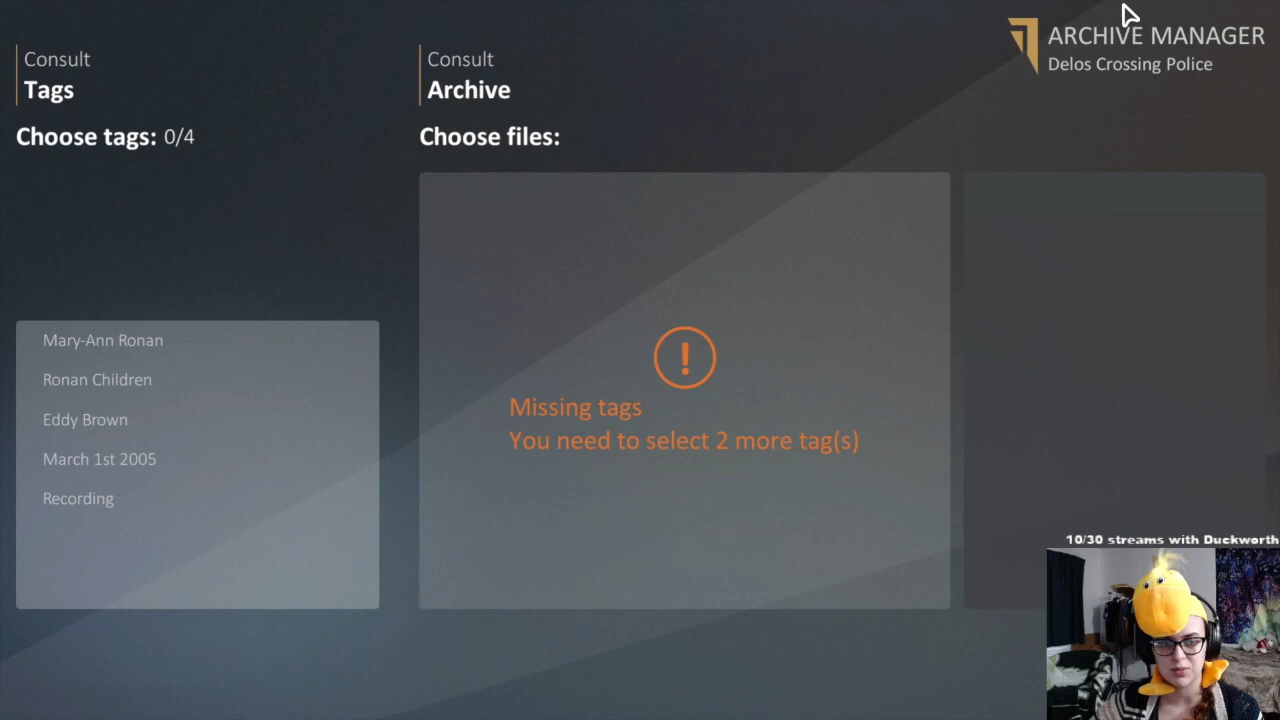 Consult
Tags
Choose tags: 0/4
Mary-Ann Ronan
Ronan Children
Eddy Brown
March 1st 2005
Recording
Consult
Archive
Choose files:
Missing tags
You need to select 2 more tag(s)
ARCHIVE MANAGER
Delos Crossing Police
10/30 streams with Duckworth